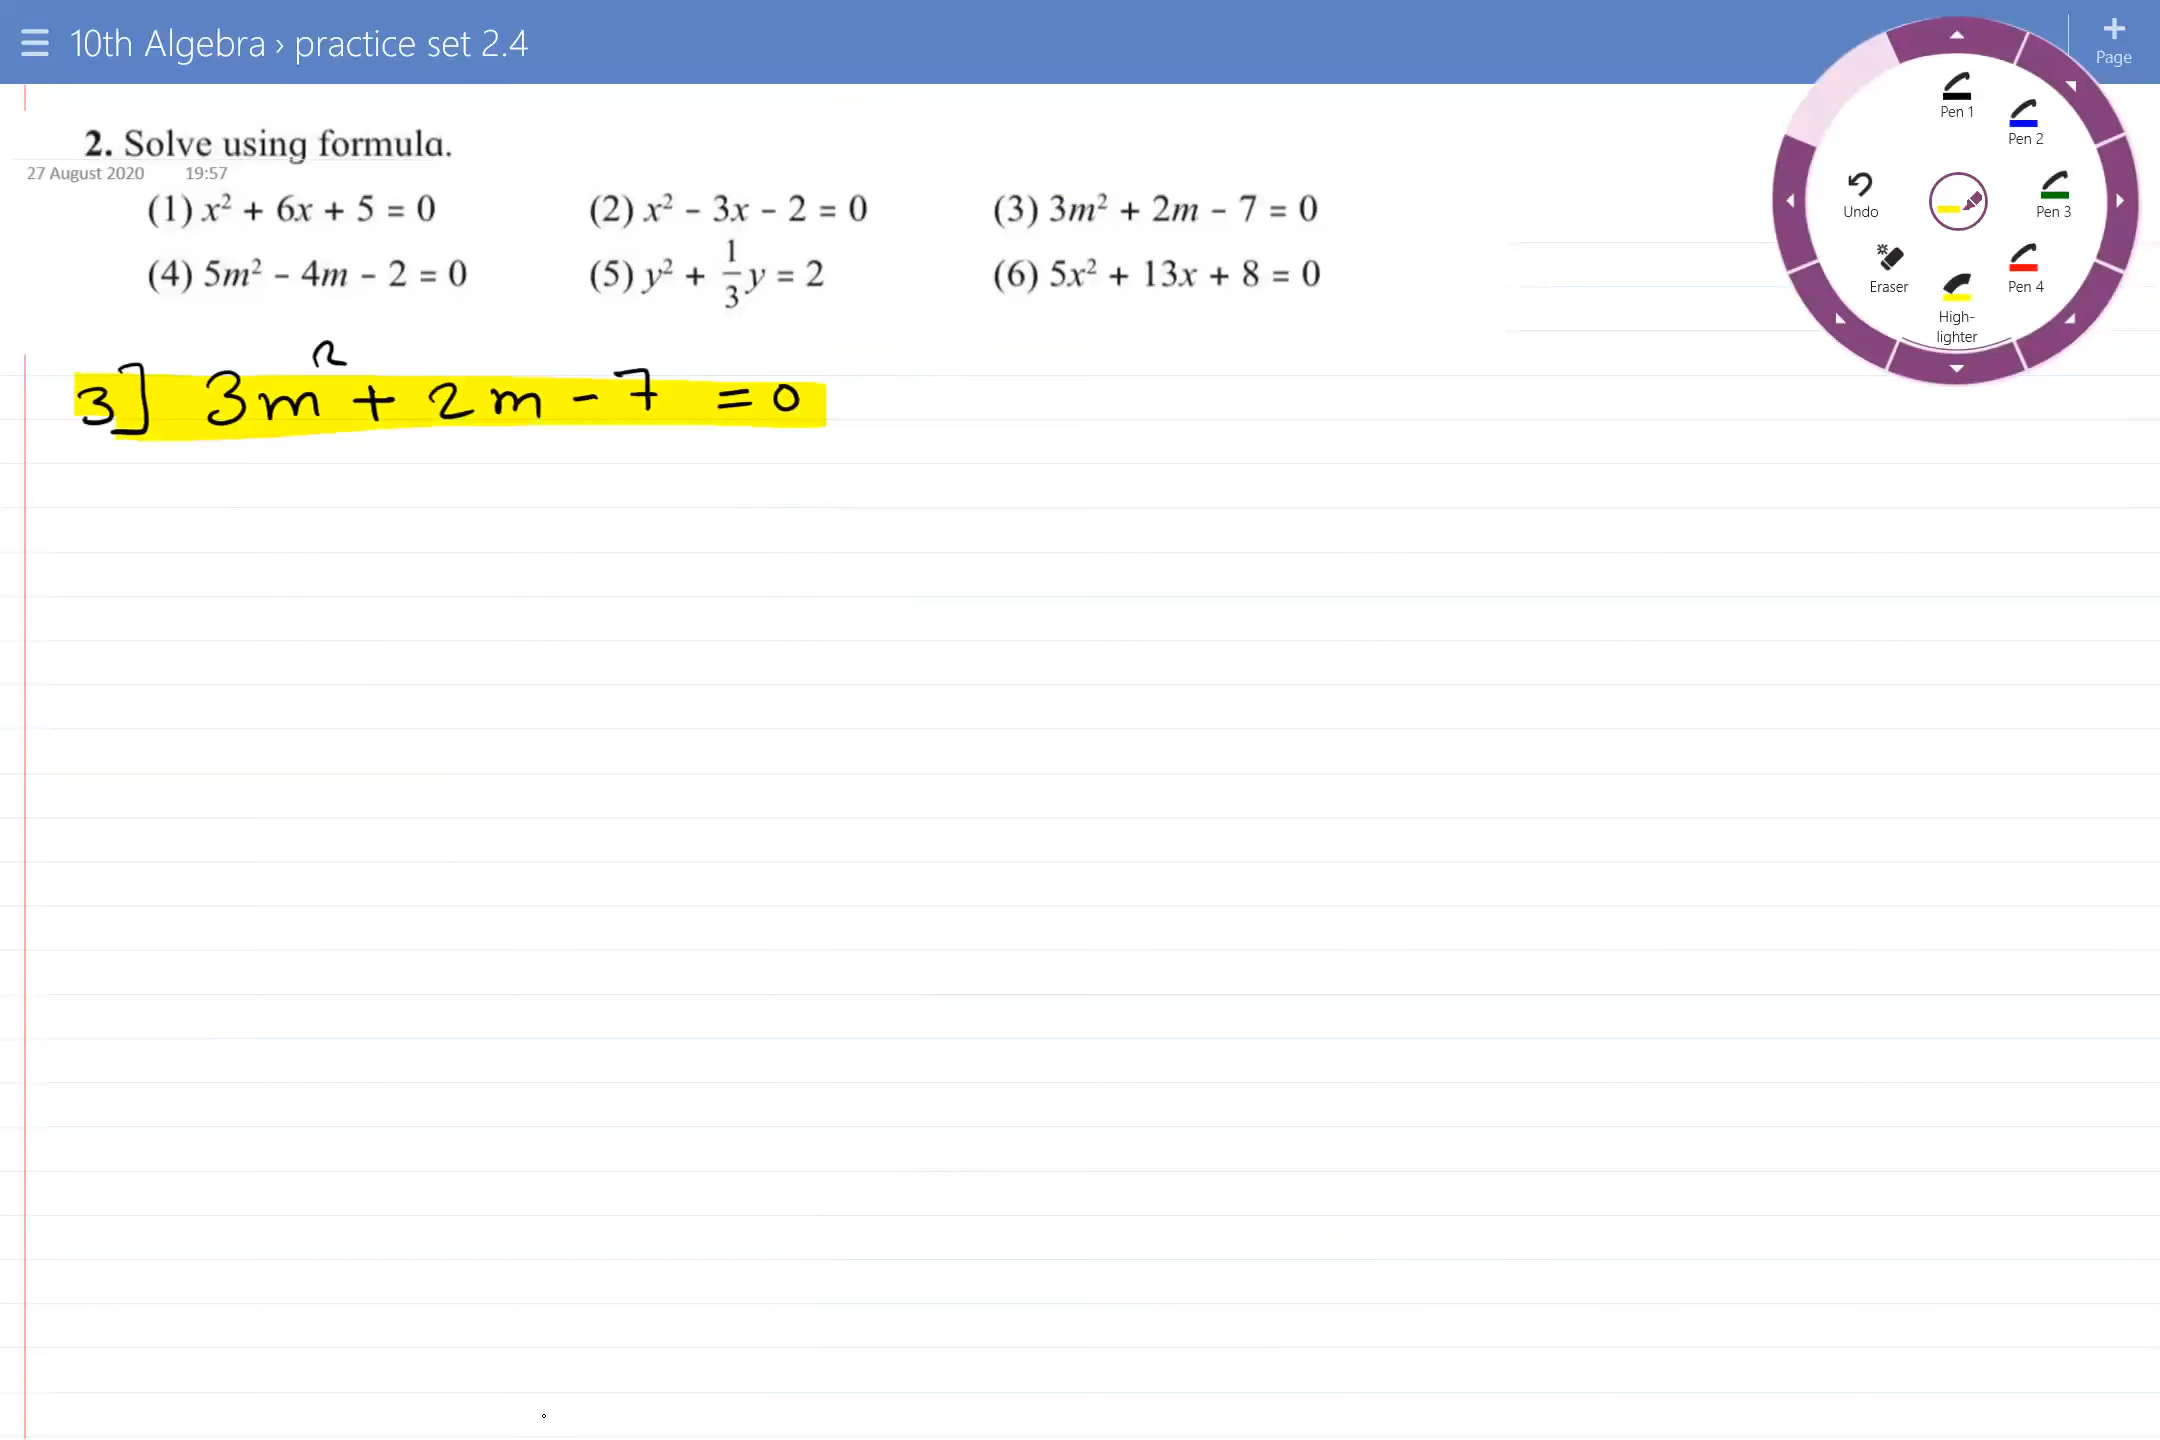 10th Algebra › practice set 2.4
Page
2. Solve using formula.
27 August 2020 19:57
(1) x² + 6x + 5 = 0 (2) x² – 3x – 2 = 0 (3) 3m² + 2m – 7 = 0
(4) 5m² – 4m – 2 = 0 (5) y² + 1/3 y = 2 (6) 5x² + 13x + 8 = 0
3] 3m² + 2m - 7 = 0
Pen 1
Pen 2
Undo
Pen 3
Eraser
Pen 4
High-
lighter